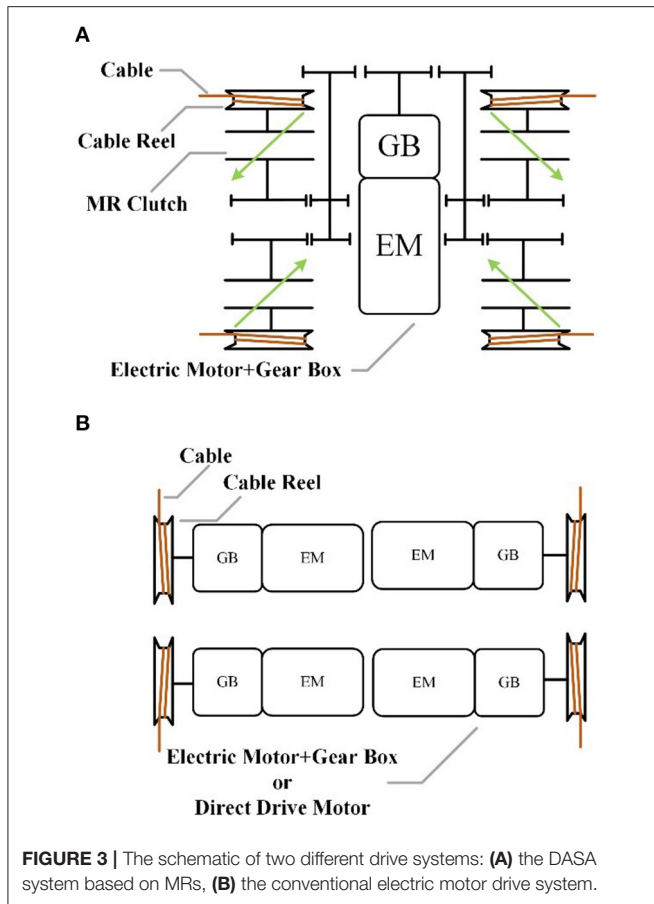 A
Cable
Cable Reel
MR Clutch
GB
EM
Electric Motor+Gear Box
B
Cable
Cable Reel
GB EM EM GB
GB EM EM GB
Electric Motor+Gear Box
or
Direct Drive Motor
FIGURE 3 | The schematic of two different drive systems: (A) the DASA
system based on MRs, (B) the conventional electric motor drive system.